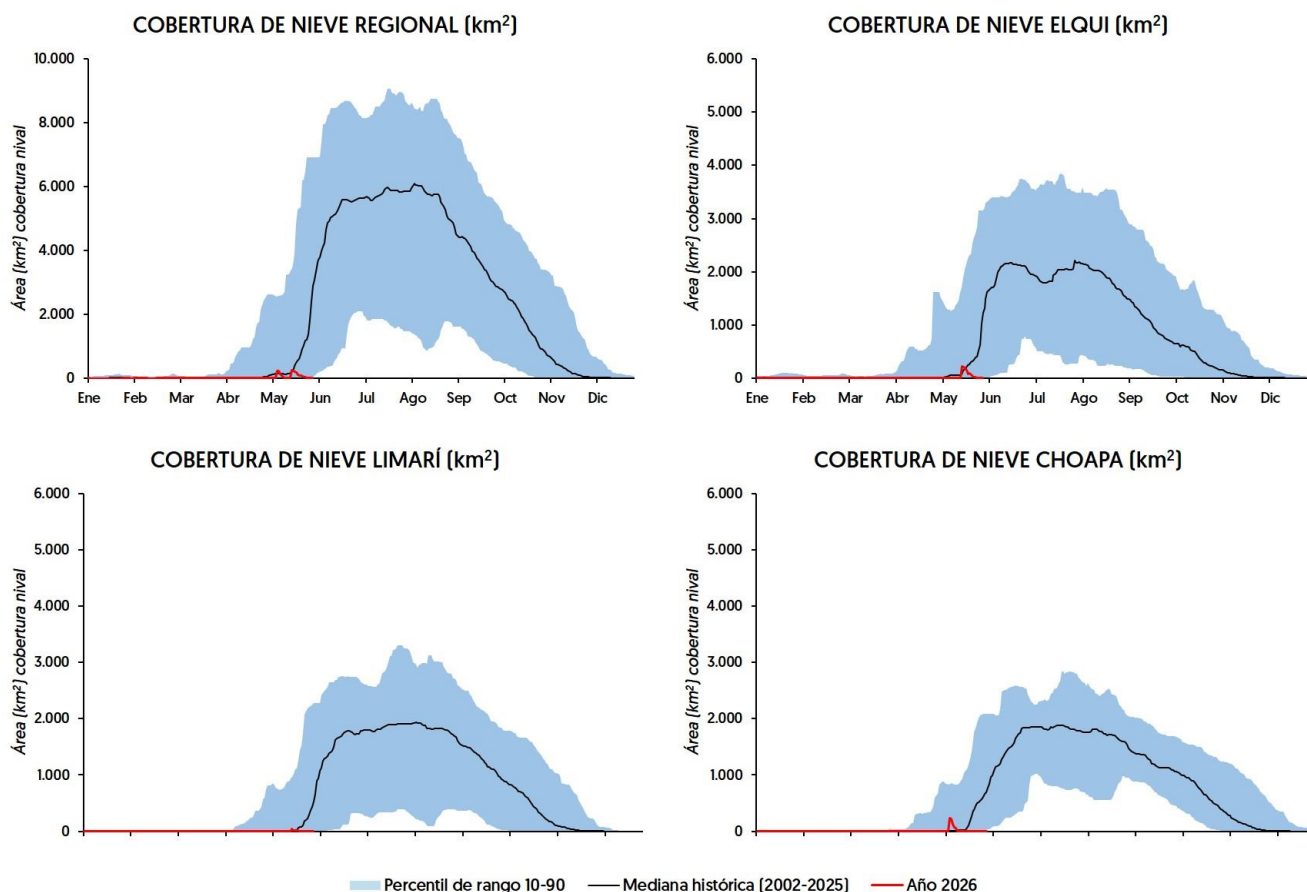 COBERTURA DE NIEVE REGIONAL (km²)
10.000
8.000
6.000
4.000
2.000
0
Área (km²) cobertura nival
Ene Feb Mar Abr May Jun Jul Ago Sep Oct Nov Dic
COBERTURA DE NIEVE ELQUI (km²)
6.000
5.000
4.000
3.000
2.000
1.000
0
Área (km²) cobertura nival
Ene Feb Mar Abr May Jun Jul Ago Sep Oct Nov Dic
COBERTURA DE NIEVE LIMARÍ (km²)
6.000
5.000
4.000
3.000
2.000
1.000
0
Área (km²) cobertura nival
COBERTURA DE NIEVE CHOAPA (km²)
6.000
5.000
4.000
3.000
2.000
1.000
0
Área (km²) cobertura nival
Percentil de rango 10-90 Mediana histórica (2002-2025) Año 2026